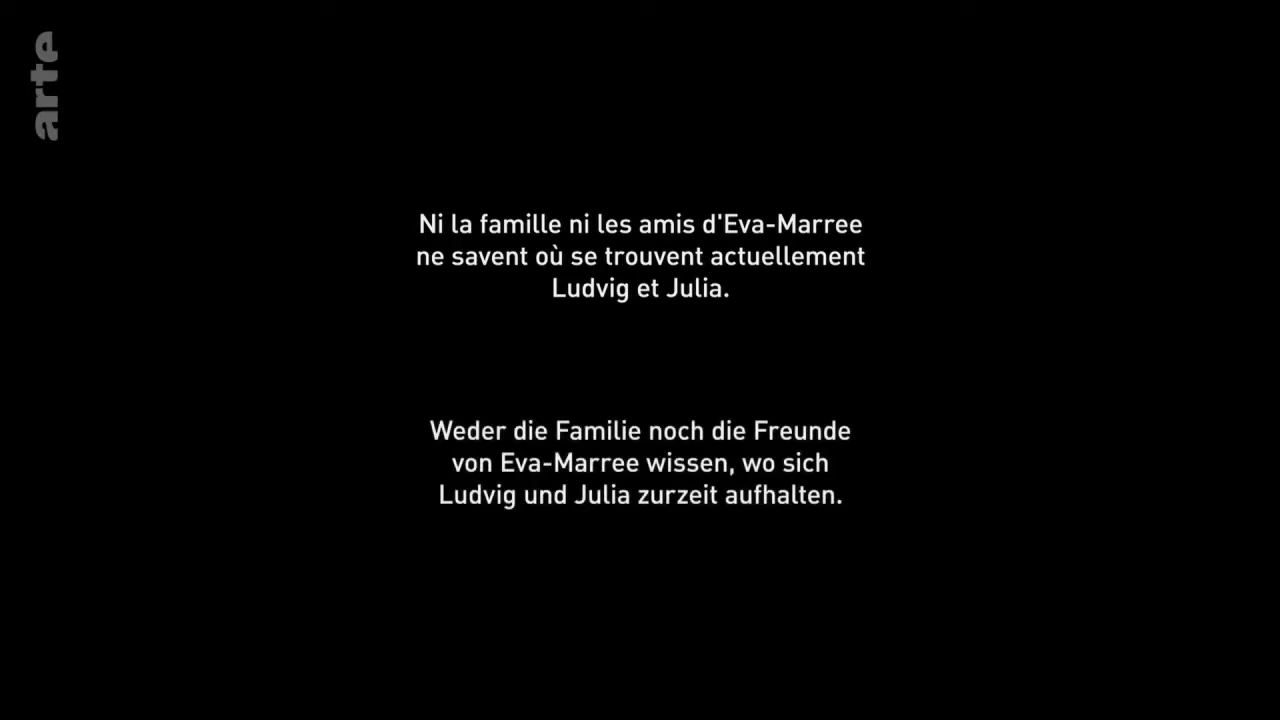 arte
Ni la famille ni les amis d'Eva-Marree
ne savent où se trouvent actuellement
Ludvig et Julia.
Weder die Familie noch die Freunde
von Eva-Marree wissen, wo sich
Ludvig und Julia zurzeit aufhalten.